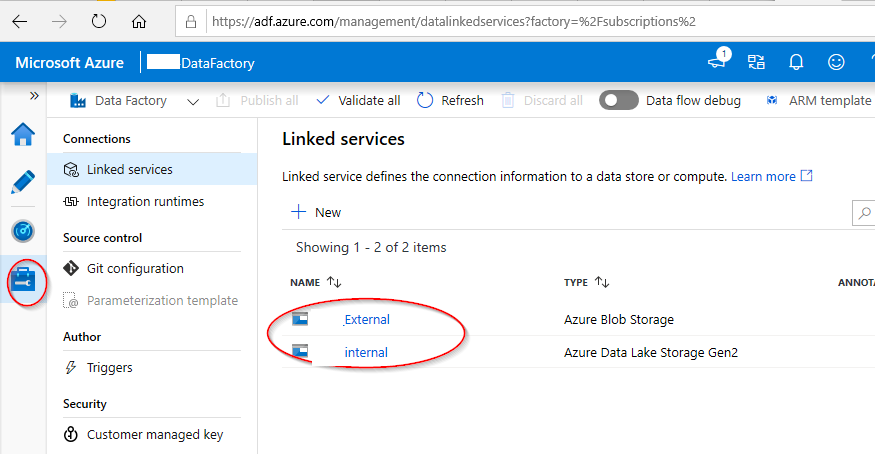 https://adf.azure.com/management/datalinkedservices?factory=%2Fsubscriptions%2
Microsoft Azure DataFactory 1
Data Factory Publish all Validate all Refresh Discard all Data flow debug ARM template
Connections
Linked services
Integration runtimes
Source control
Git configuration
Parameterization template
Author
Triggers
Security
Customer managed key
Linked services
Linked service defines the connection information to a data store or compute. Learn more
New
Showing 1 - 2 of 2 items
NAME TYPE ANNOTA
External Azure Blob Storage
internal Azure Data Lake Storage Gen2